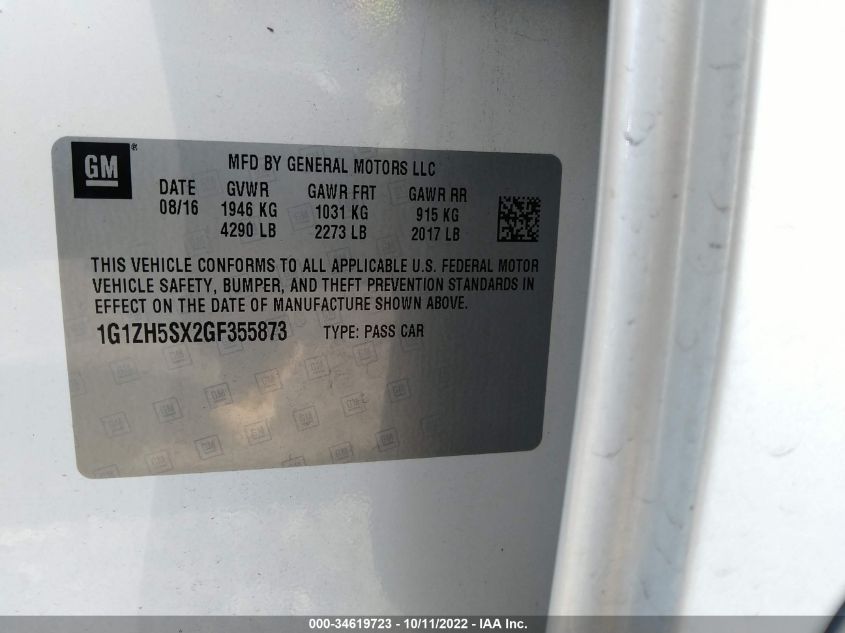 GM ® MFD BY GENERAL MOTORS LLC
DATE GVWR GAWR FRT GAWR RR
08/16 1946 KG 1031 KG 915 KG
4290 LB 2273 LB 2017 LB
THIS VEHICLE CONFORMS TO ALL APPLICABLE U.S. FEDERAL MOTOR
VEHICLE SAFETY, BUMPER, AND THEFT PREVENTION STANDARDS IN
EFFECT ON THE DATE OF MANUFACTURE SHOWN ABOVE.
1G1ZH5SX2GF355873 TYPE: PASS CAR
000-34619723 - 10/11/2022 - IAA Inc.